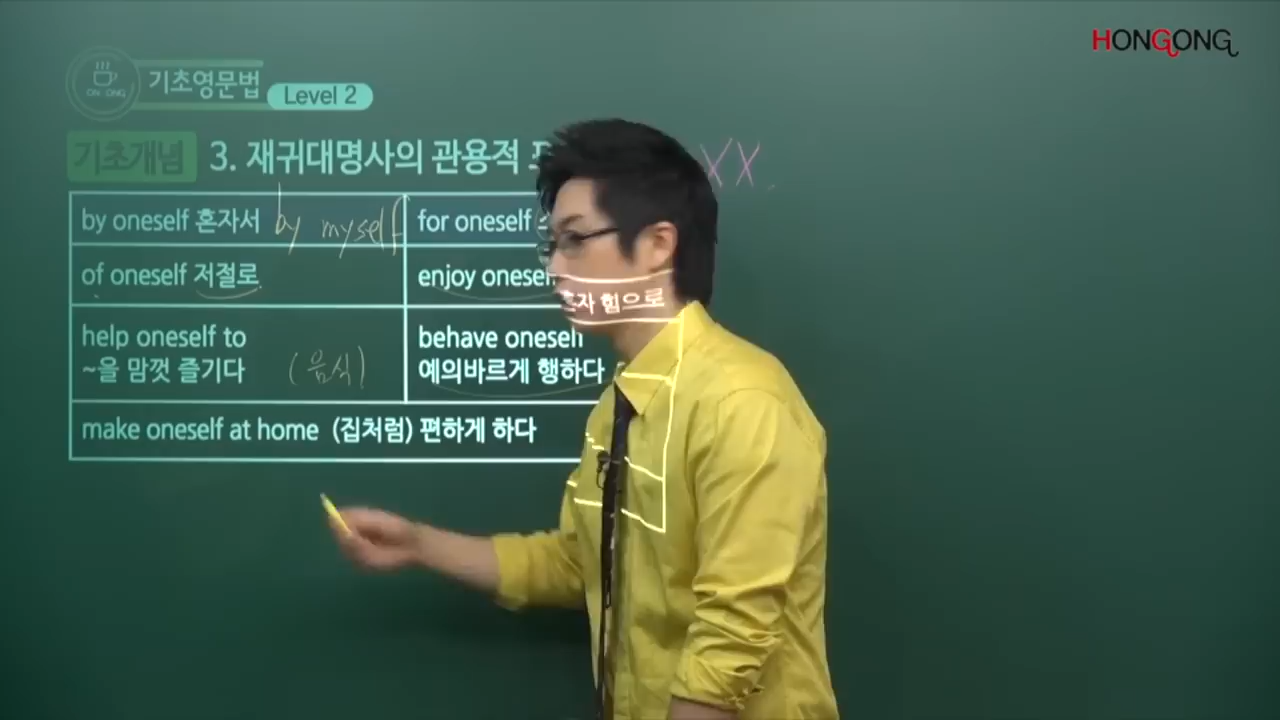 HONGONG
기초영문법
Level 2
기초개념 3. 재귀대명사의 관용적
XX
by oneself 혼자서 by myself
for oneself
혼자 힘으로
of oneself 저절로
enjoy oneself
help oneself to
~을 맘껏 즐기다 (음식)
behave oneself
예의바르게 행하다
make oneself at home (집처럼) 편하게 하다